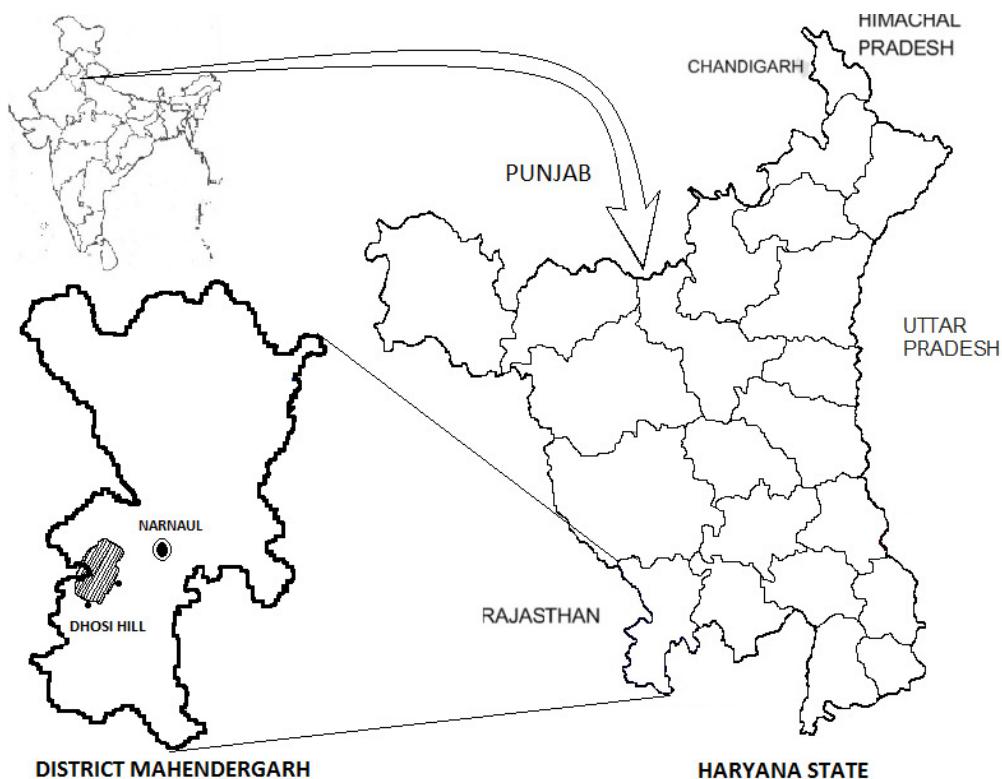 HIMACHAL
PRADESH
CHANDIGARH
PUNJAB
UTTAR
PRADESH
NARNAUL
DHOSI HILL
RAJASTHAN
DISTRICT MAHENDERGARH
HARYANA STATE